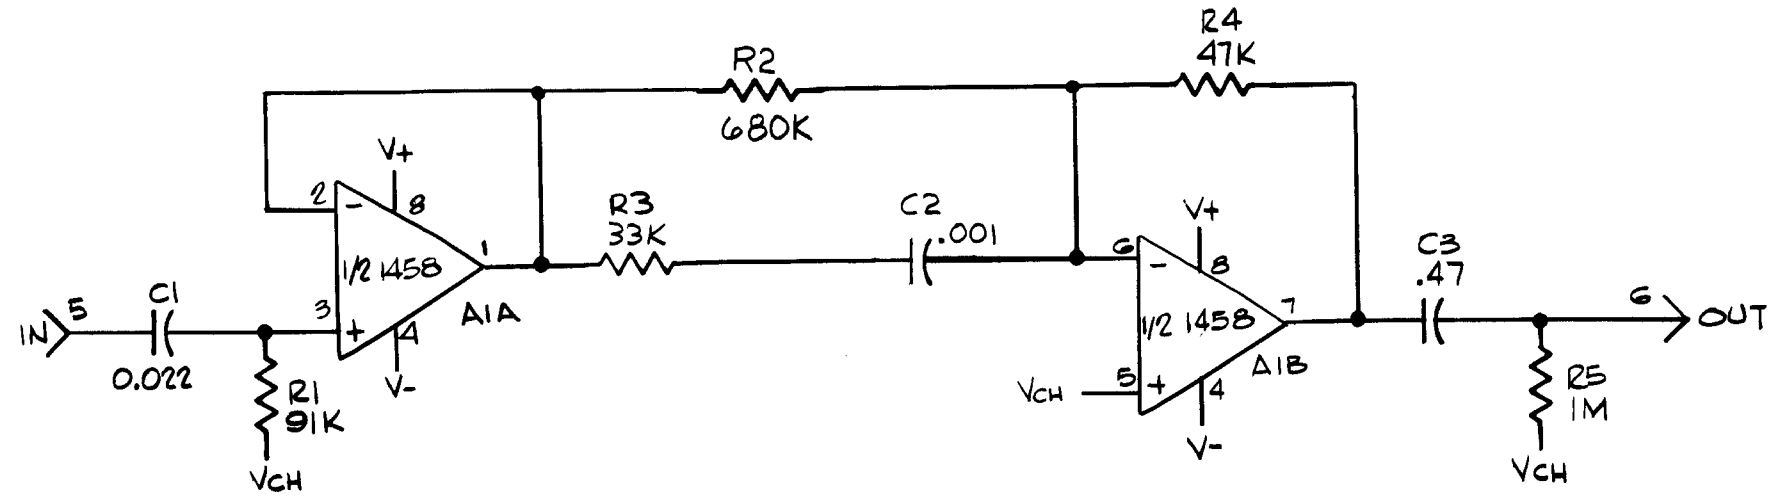 R4
47K
R2
680K
V+
2
-
8
1
1/2 1458
3
+
4
A1A
V-
IN
5
C1
0.022
R1
91K
VCH
R3
33K
C2
.001
V+
6
-
8
7
1/2 1458
5
+
4
A1B
VCH
V-
C3
.47
6
OUT
R5
1M
VCH